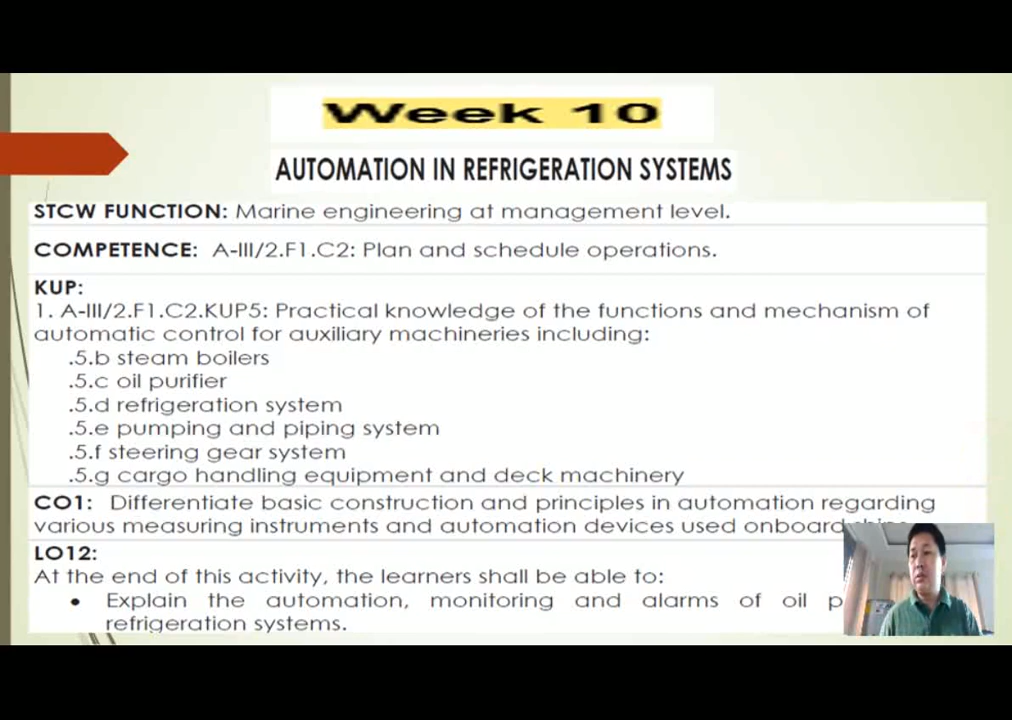 Week 10
AUTOMATION IN REFRIGERATION SYSTEMS
STCW FUNCTION: Marine engineering at management level.
COMPETENCE: A-III/2.F1.C2: Plan and schedule operations.
KUP:
1. A-III/2.F1.C2.KUP5: Practical knowledge of the functions and mechanism of
automatic control for auxiliary machineries including:
.5.b steam boilers
.5.c oil purifier
.5.d refrigeration system
.5.e pumping and piping system
.5.f steering gear system
.5.g cargo handling equipment and deck machinery
CO1: Differentiate basic construction and principles in automation regarding
various measuring instruments and automation devices used onboard
LO12:
At the end of this activity, the learners shall be able to:
• Explain the automation, monitoring and alarms of oil
refrigeration systems.